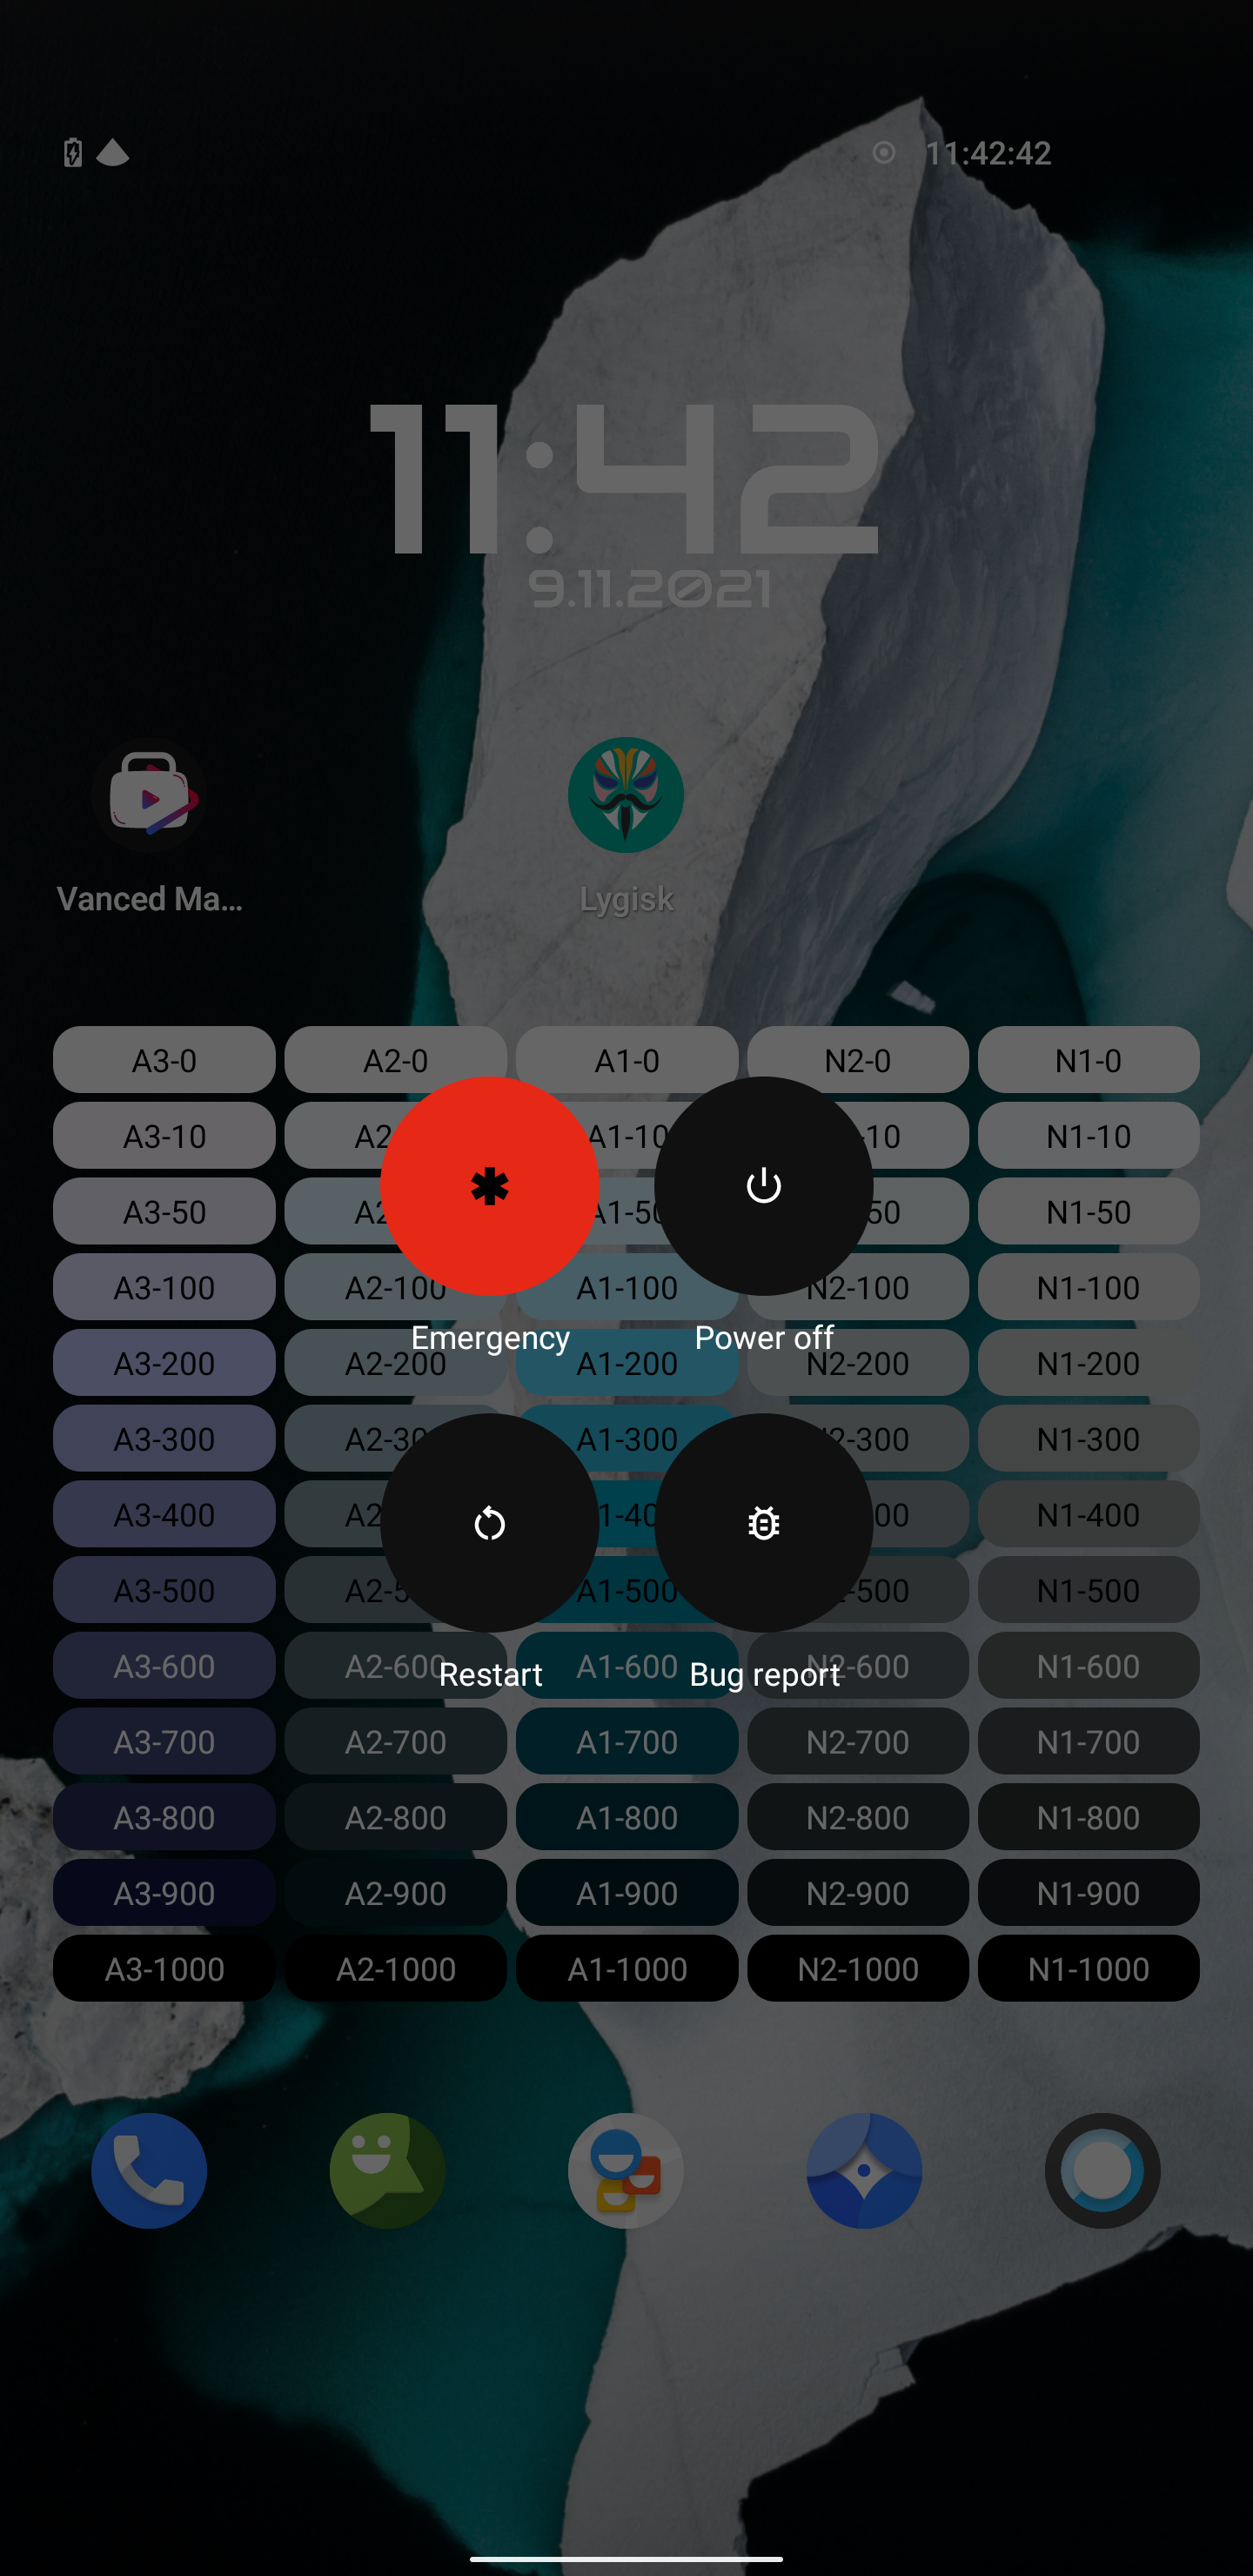 11:42:42
11:42
9.11.2021
Vanced Ma...
Lygisk
A3-0 A2-0 A1-0 N2-0 N1-0
A3-10 A2 A1-10 -10 N1-10
A3-50 A2 A1-50 50 N1-50
A3-100 A2-100 A1-100 N2-100 N1-100
Emergency Power off
A3-200 A2-200 A1-200 N2-200 N1-200
A3-300 A2-30 A1-300 N2-300 N1-300
A3-400 A2 1-40 00 N1-400
A3-500 A2-5 A1-500 -500 N1-500
A3-600 A2-600 A1-600 N2-600 N1-600
Restart Bug report
A3-700 A2-700 A1-700 N2-700 N1-700
A3-800 A2-800 A1-800 N2-800 N1-800
A3-900 A2-900 A1-900 N2-900 N1-900
A3-1000 A2-1000 A1-1000 N2-1000 N1-1000